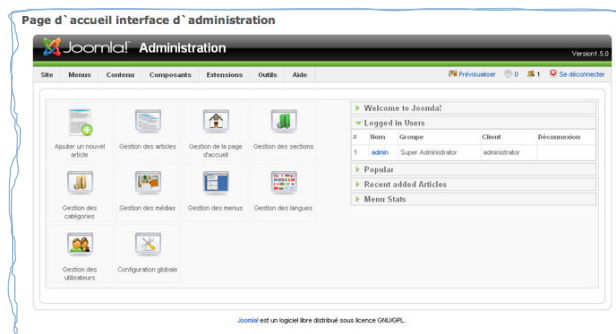 Page d`accueil interface d`administration
Joomla! Administration
Version1.5.0
Site Menus Contenu Composants Extensions Outils Aide Prévisualiser 0 1 Se déconnecter
Ajouter un nouvel article
Gestion des articles
Gestion de la page d'accueil
Gestion des sections
Gestion des catégories
Gestion des médias
Gestion des menus
Gestion des langues
Gestion des utilisateurs
Configuration globale
Welcome to Joomla!
Logged in Users
# Nom Groupe Client Déconnexion
1 admin Super Administrator administrator
Popular
Recent added Articles
Menu Stats
Joomla! est un logiciel libre distribué sous licence GNU/GPL.